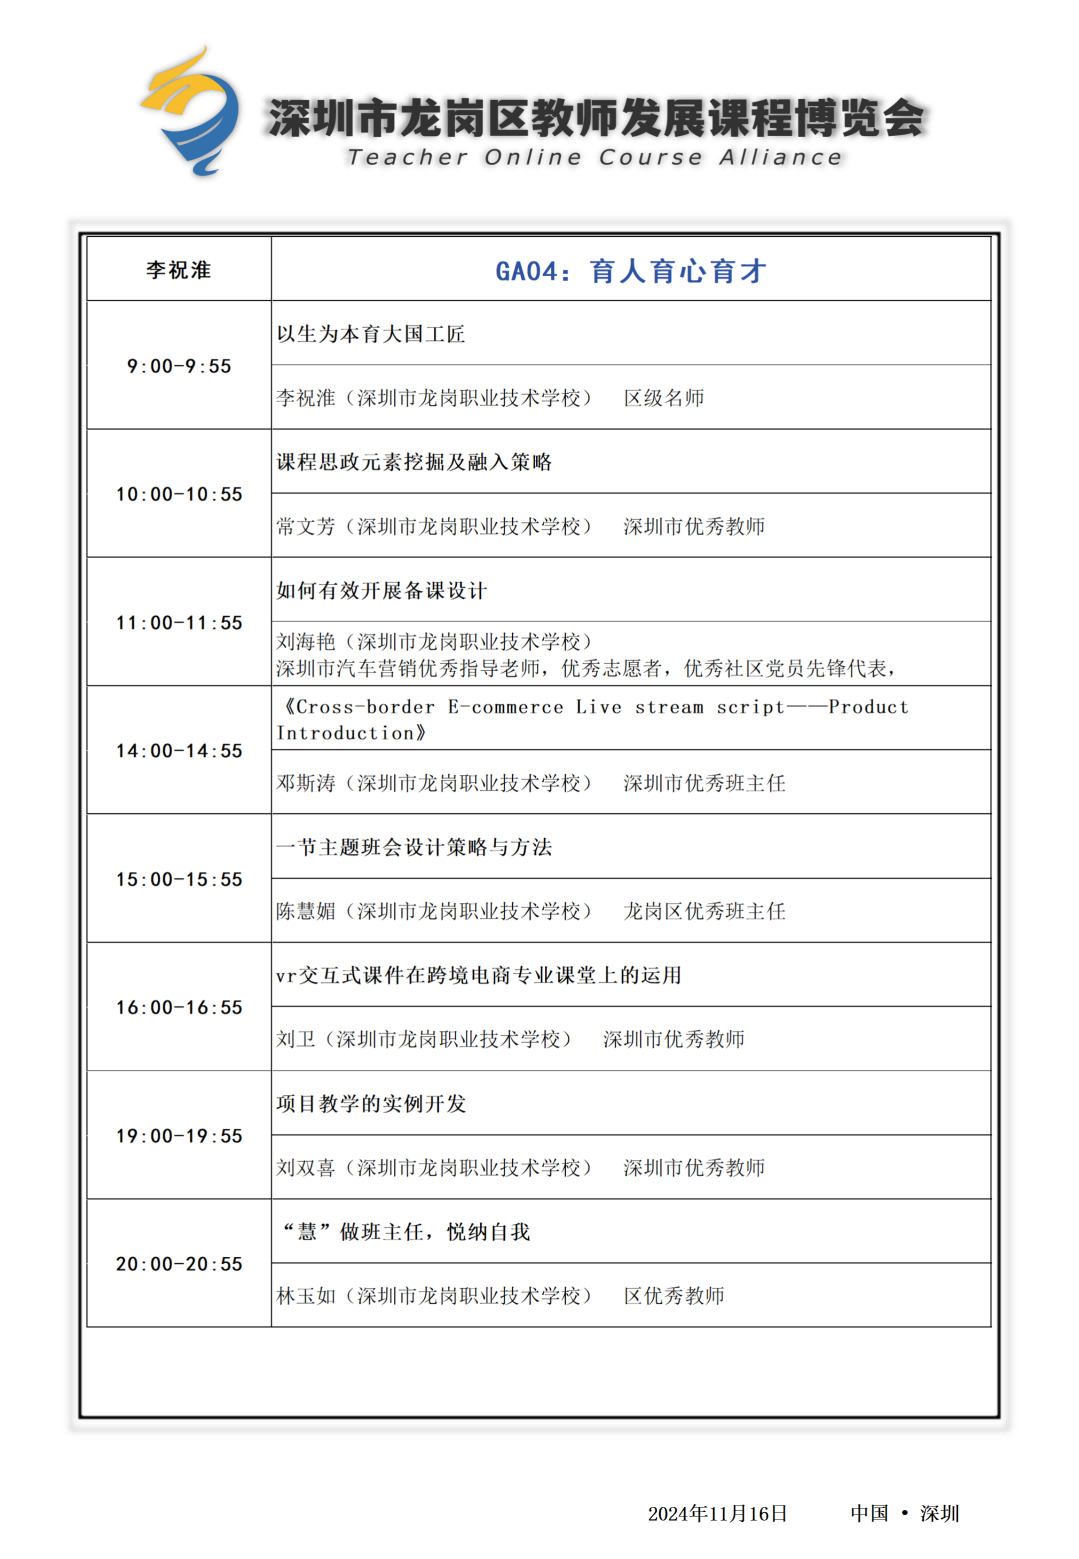 深圳市龙岗区教师发展课程博览会
Teacher Online Course Alliance
李祝淮
GA04：育人育心育才
9:00-9:55
以生为本育大国工匠
李祝淮（深圳市龙岗职业技术学校） 区级名师
10:00-10:55
课程思政元素挖掘及融入策略
常文芳（深圳市龙岗职业技术学校） 深圳市优秀教师
11:00-11:55
如何有效开展备课设计
刘海艳（深圳市龙岗职业技术学校）
深圳市汽车营销优秀指导老师，优秀志愿者，优秀社区党员先锋代表，
14:00-14:55
《Cross-border E-commerce Live stream script——Product
Introduction》
邓斯涛（深圳市龙岗职业技术学校） 深圳市优秀班主任
15:00-15:55
一节主题班会设计策略与方法
陈慧媚（深圳市龙岗职业技术学校） 龙岗区优秀班主任
16:00-16:55
vr交互式课件在跨境电商专业课堂上的运用
刘卫（深圳市龙岗职业技术学校） 深圳市优秀教师
19:00-19:55
项目教学的实例开发
刘双喜（深圳市龙岗职业技术学校） 深圳市优秀教师
20:00-20:55
“慧”做班主任，悦纳自我
林玉如（深圳市龙岗职业技术学校） 区优秀教师
2024年11月16日 中国 • 深圳